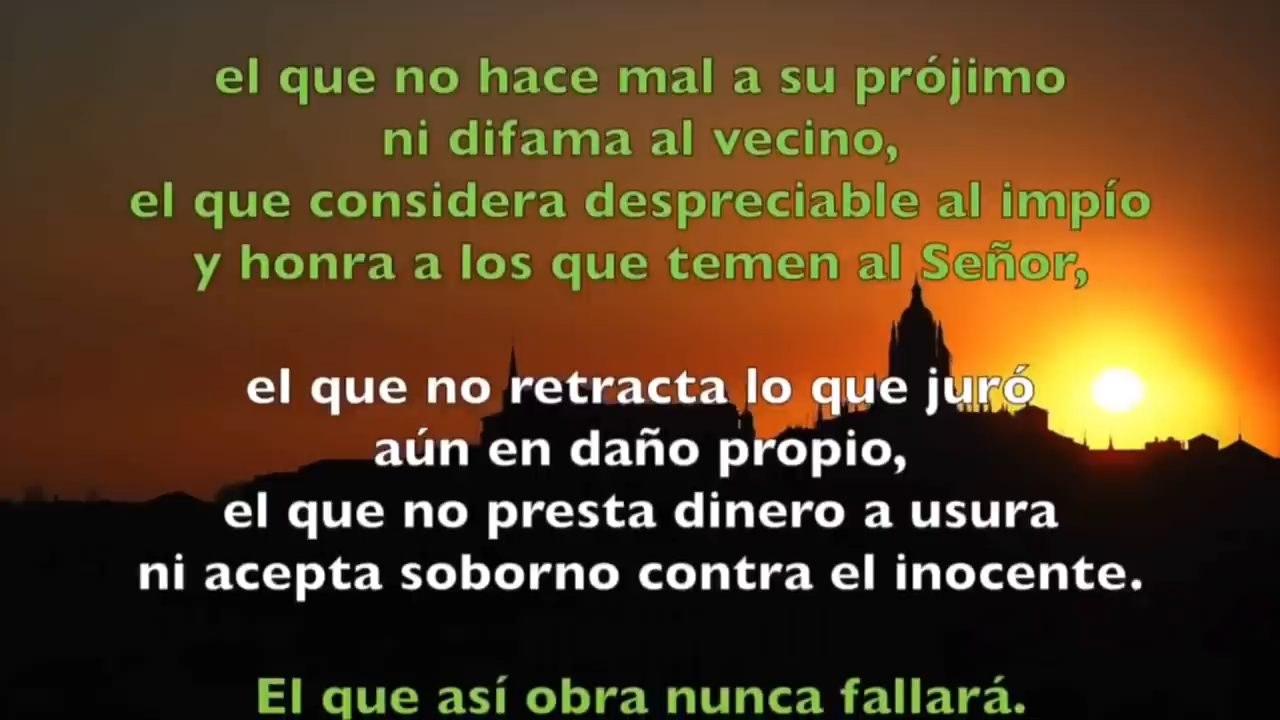 el que no hace mal a su prójimo
ni difama al vecino,
el que considera despreciable al impío
y honra a los que temen al Señor,
el que no retracta lo que juró
aún en daño propio,
el que no presta dinero a usura
ni acepta soborno contra el inocente.
El que así obra nunca fallará.